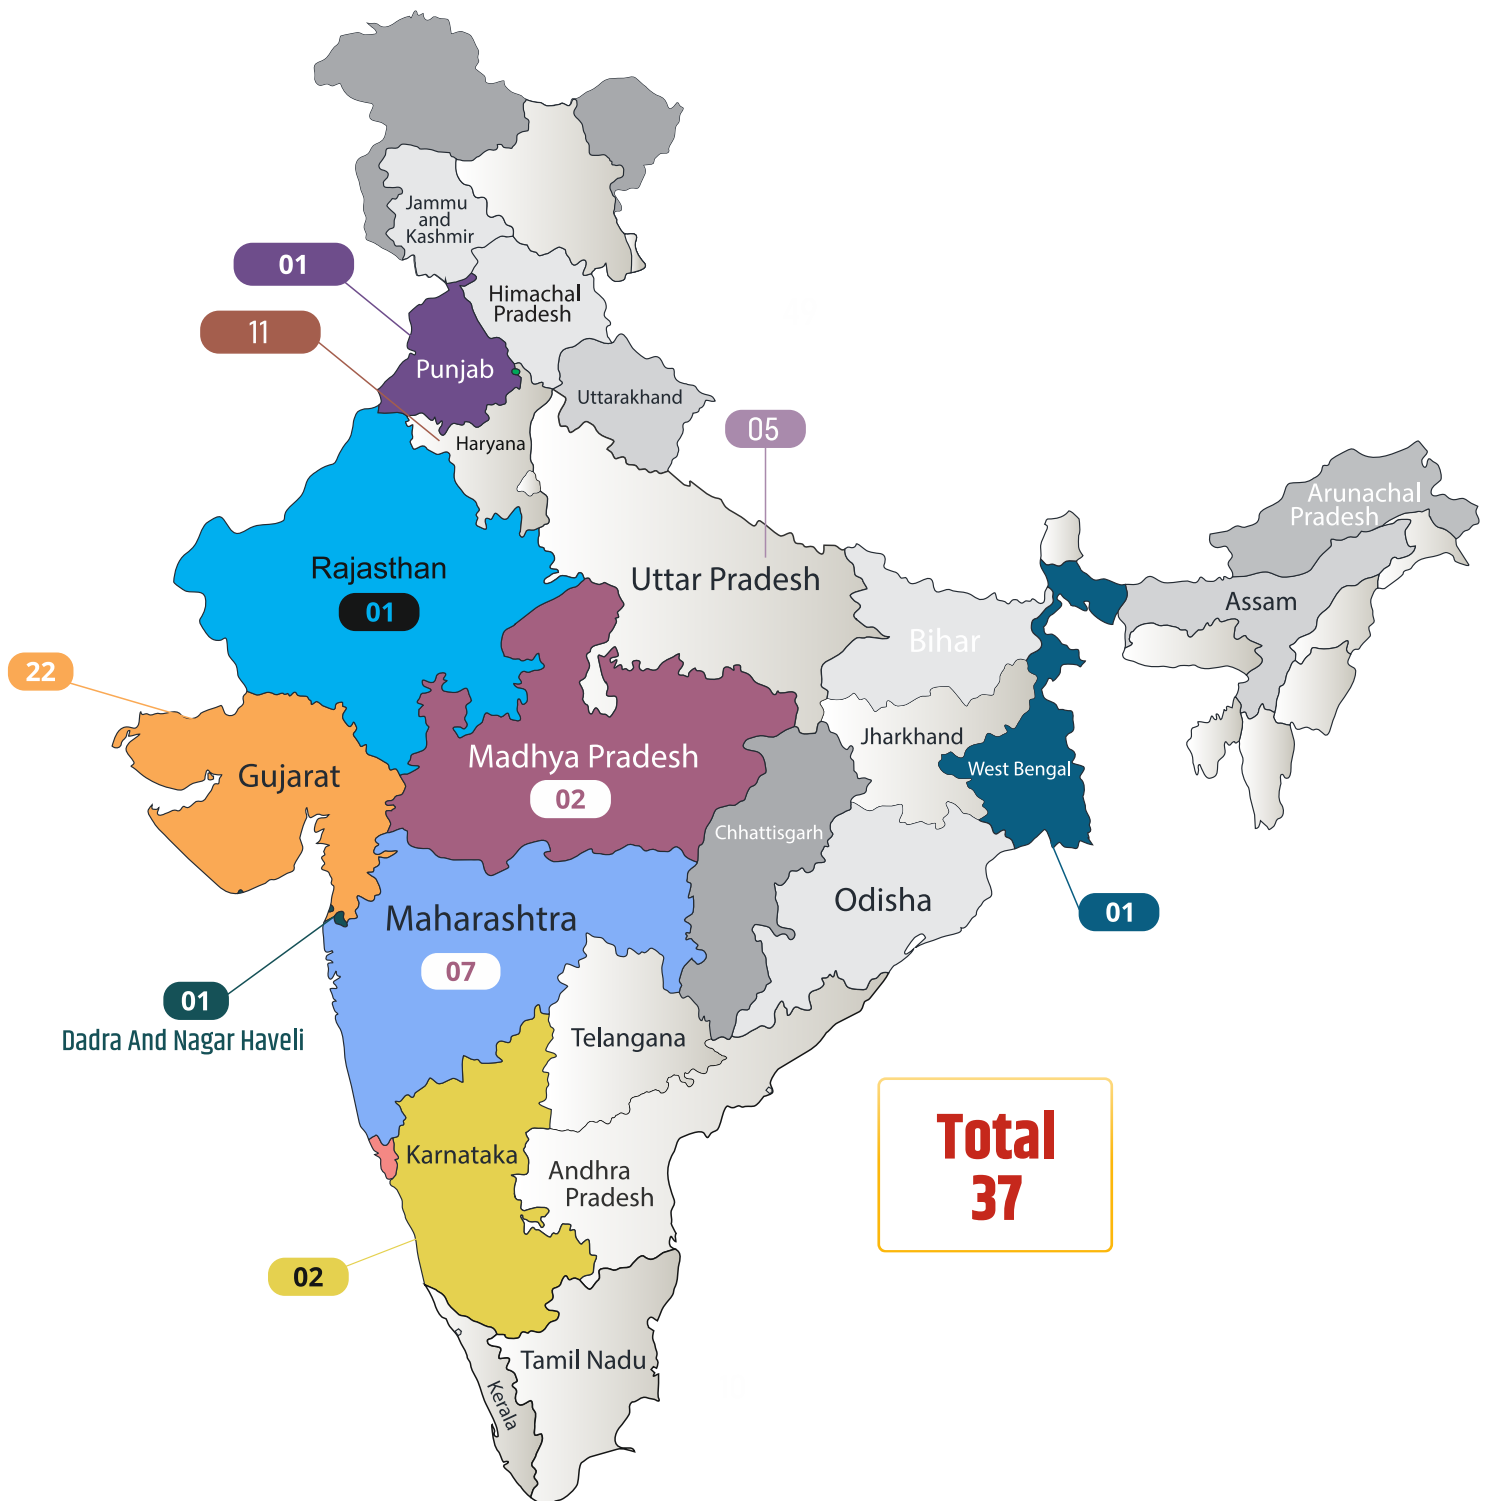 Jammu
and
Kashmir
01
Himachal
Pradesh
11
Punjab
Uttarakhand
05
Haryana
Arunachal
Pradesh
Rajasthan
01
Uttar Pradesh
Assam
Bihar
22
Gujarat
Madhya Pradesh
02
Jharkhand
West Bengal
Chhattisgarh
Maharashtra
07
Odisha
01
01
Dadra And Nagar Haveli
Telangana
Total
37
Karnataka
Andhra
Pradesh
02
Tamil Nadu
Kerala